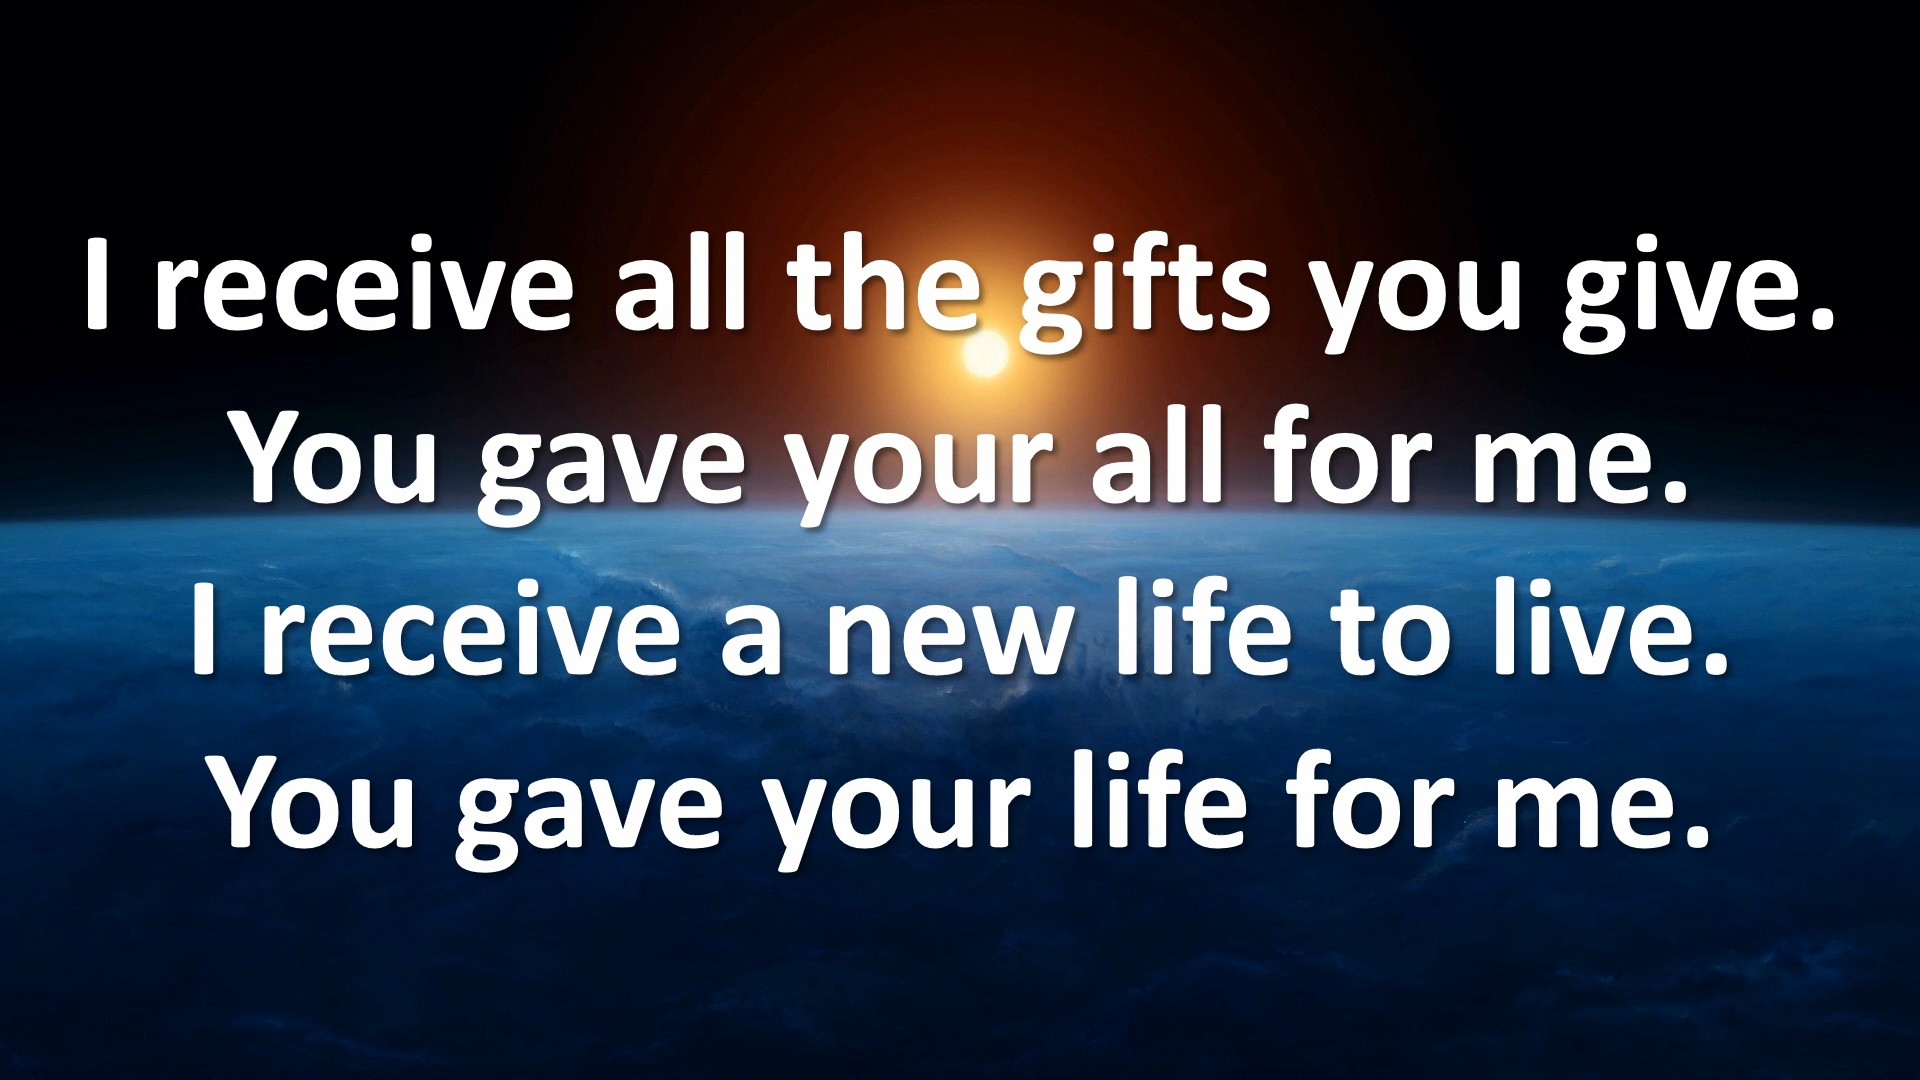 I receive all the gifts you give.
You gave your all for me.
I receive a new life to live.
You gave your life for me.